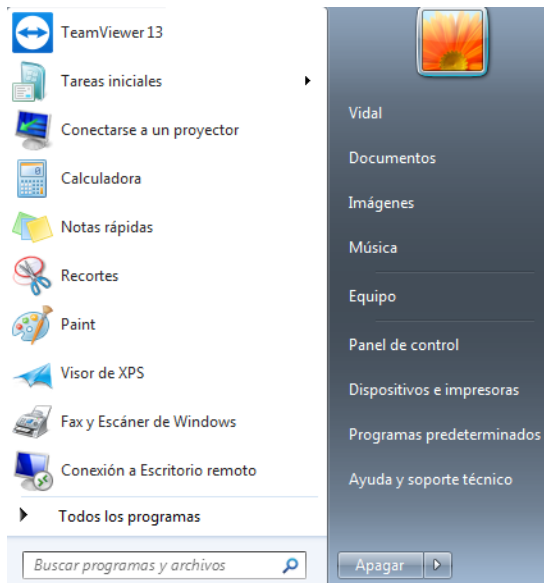 TeamViewer 13
Tareas iniciales
Conectarse a un proyector
Calculadora
Notas rápidas
Recortes
Paint
Visor de XPS
Fax y Escáner de Windows
Conexión a Escritorio remoto
Todos los programas
Buscar programas y archivos
Vidal
Documentos
Imágenes
Música
Equipo
Panel de control
Dispositivos e impresoras
Programas predeterminados
Ayuda y soporte técnico
Apagar